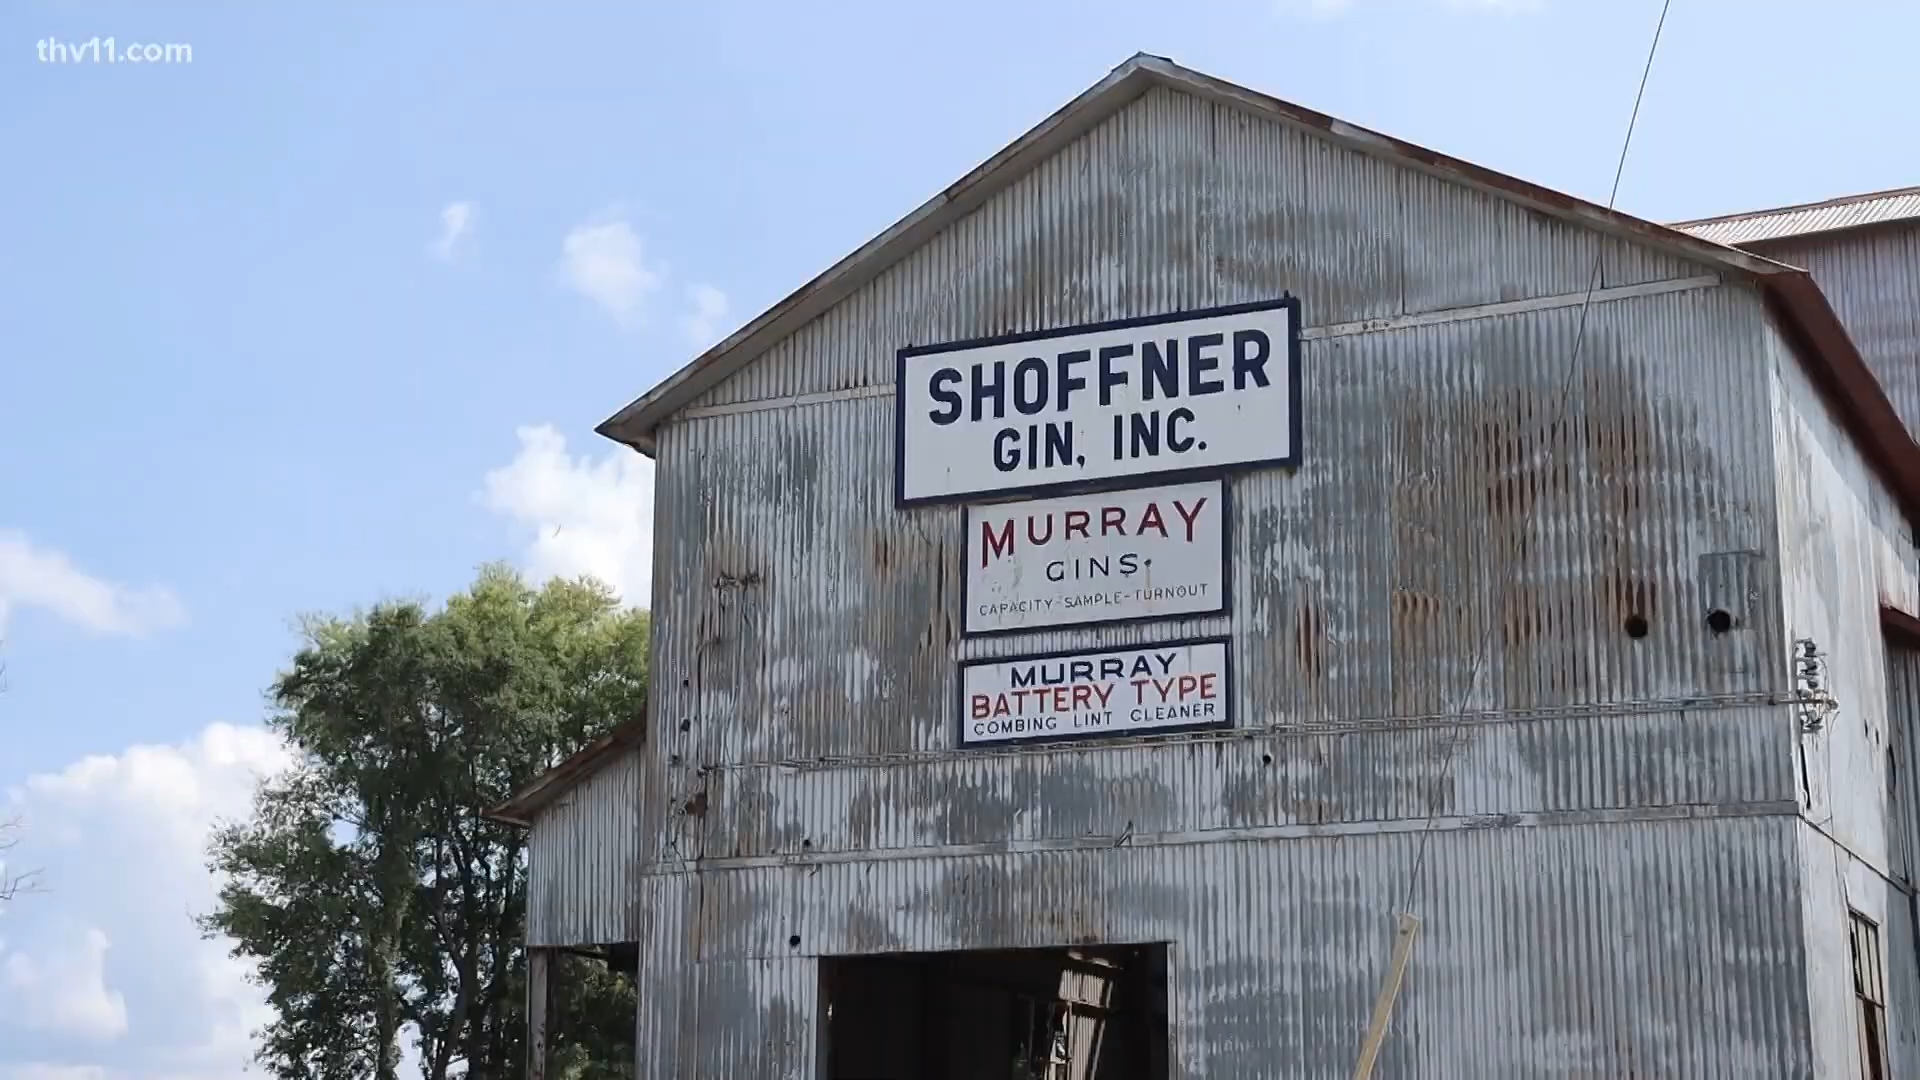 thv11.com
SHOFFNER
GIN, INC.
MURRAY
GINS
CAPACITY-SAMPLE-TURNOUT
MURRAY
BATTERY TYPE
COMBING LINT CLEANER